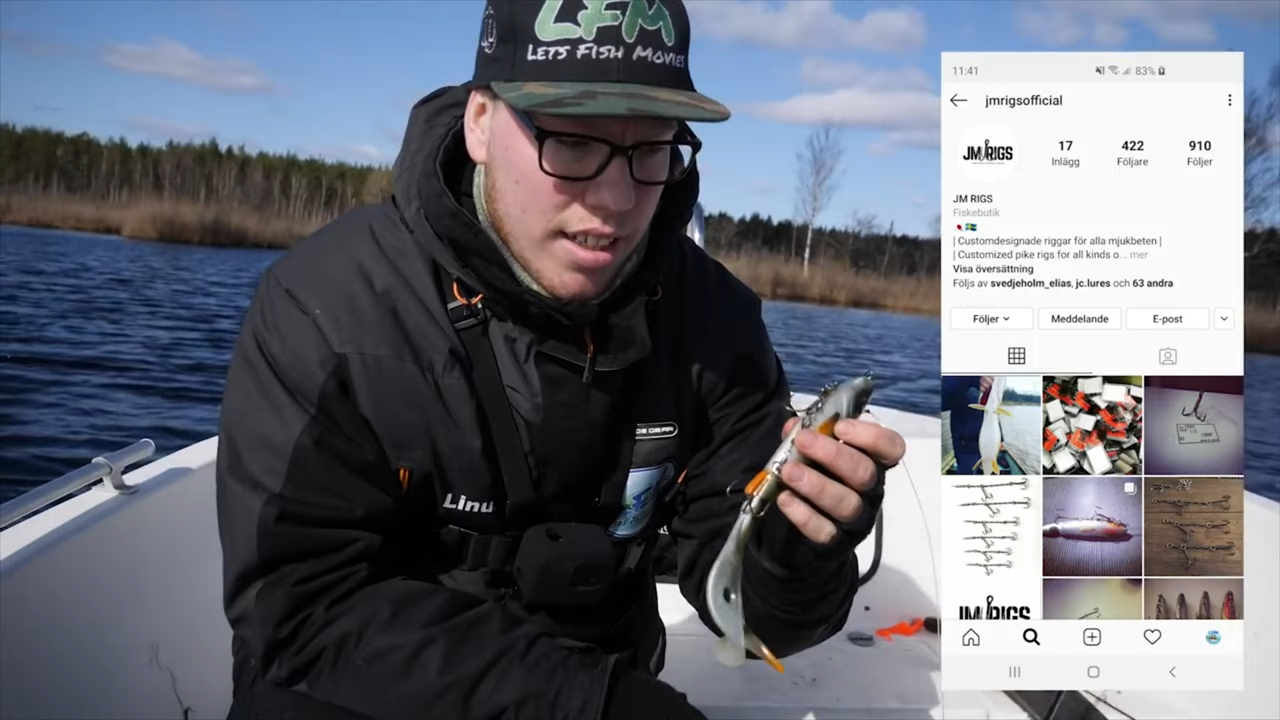 LFM
LETS FISH MOVIES
Linu
11:41
83%
jmrigsofficial
JM RIGS
17
422
910
Inlägg
Följare
Följer
JM RIGS
Fiskebutik
| Customdesignade riggar för alla mjukbeten |
| Customized pike rigs for all kinds o... mer
Visa översättning
Följs av svedjeholm_elias, jc.lures och 63 andra
Följer
Meddelande
E-post
JM RIGS